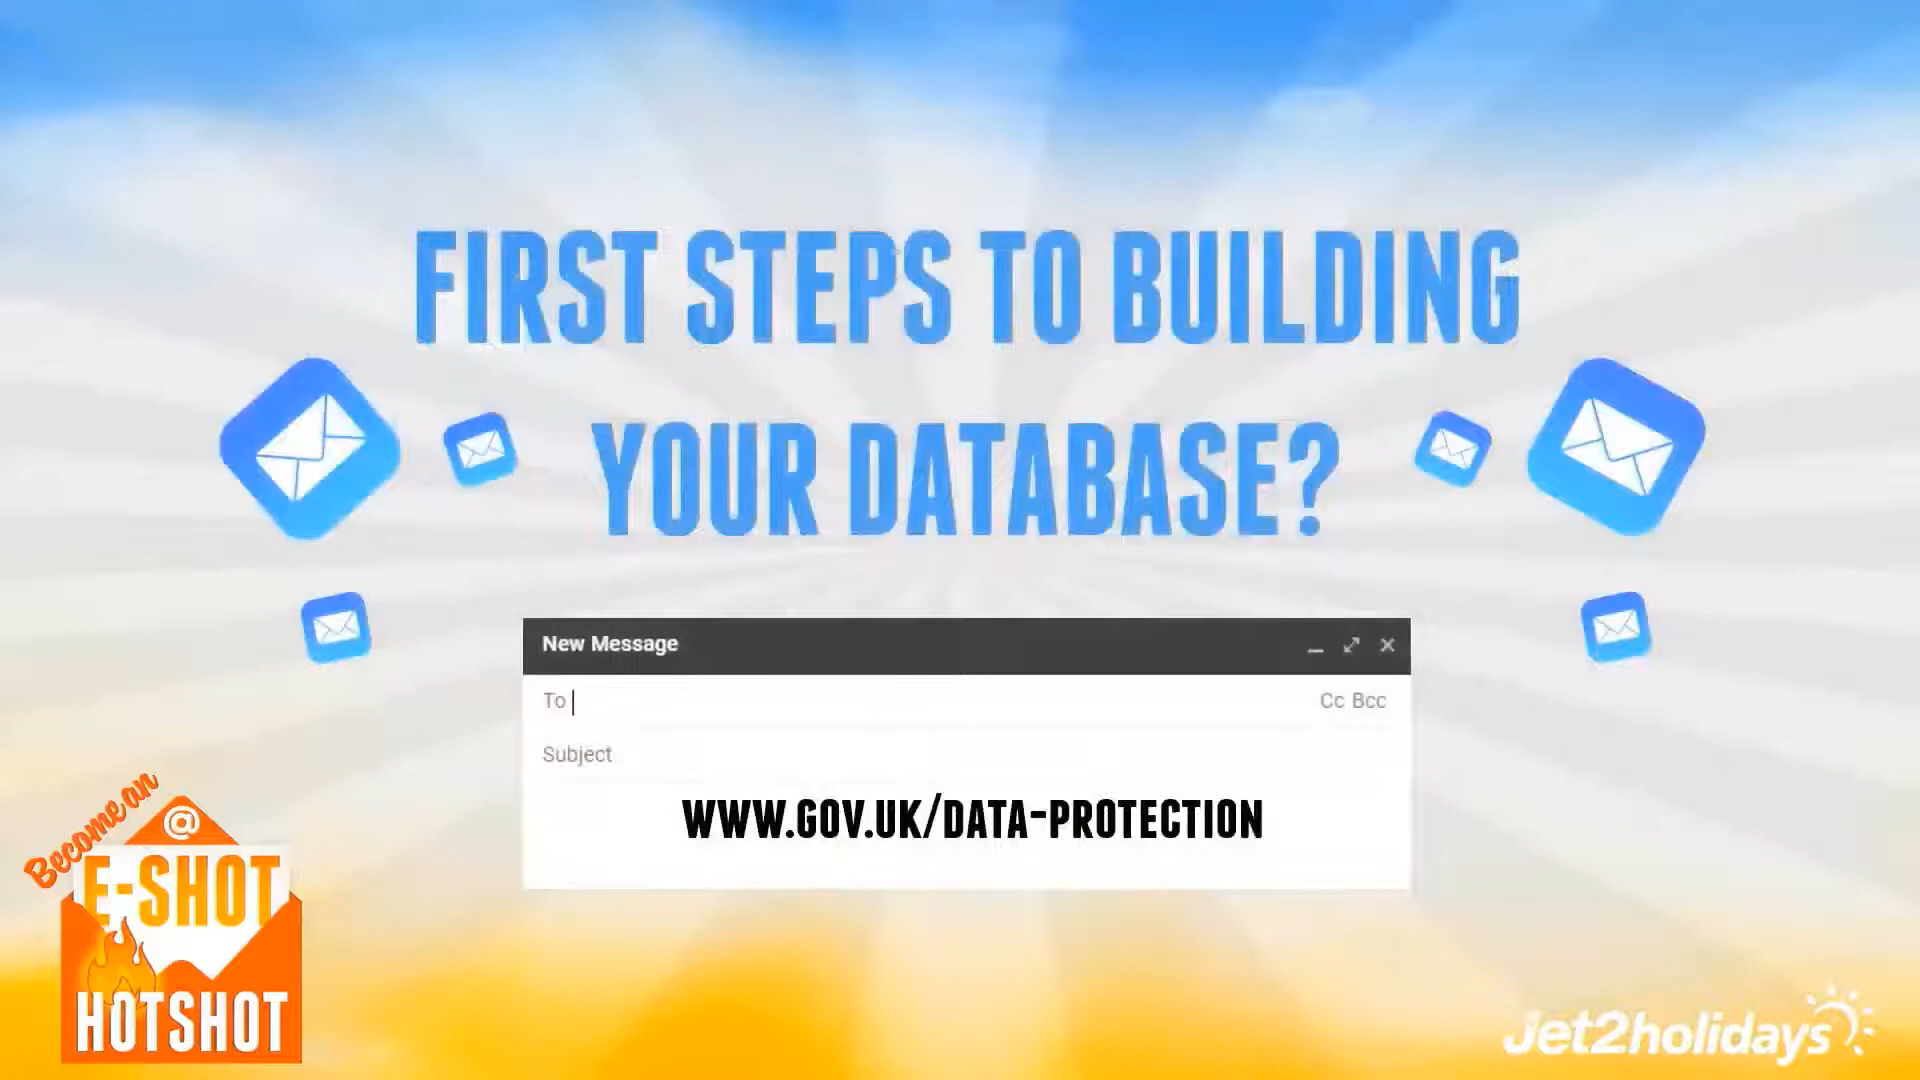 FIRST STEPS TO BUILDING
YOUR DATABASE?
New Message
To
Cc Bcc
Subject
WWW.GOV.UK/DATA-PROTECTION
Become an
@
E-SHOT
HOTSHOT
Jet2holidays